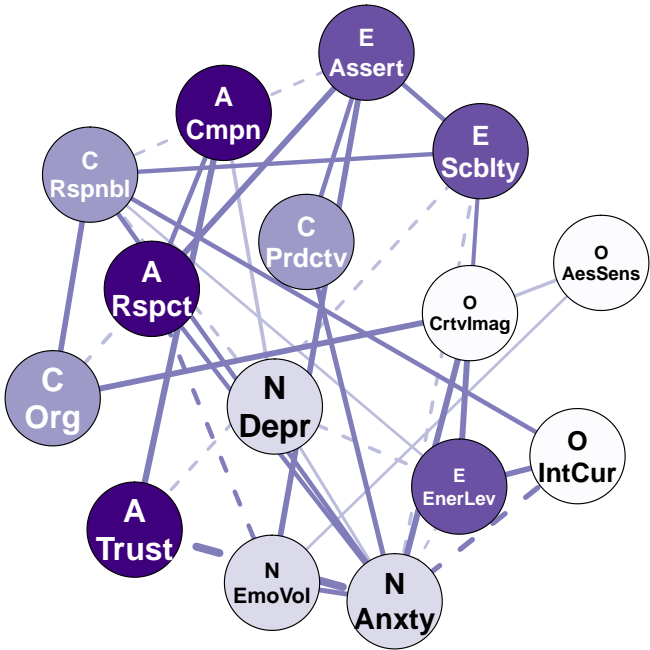 E
Assert
A
Cmpn
E
Scblty
C
Rspnbl
C
Prdctv
O
AesSens
A
Rspct
O
CrtvImag
C
Org
N
Depr
O
IntCur
E
EnerLev
A
Trust
N
EmoVol
N
Anxty